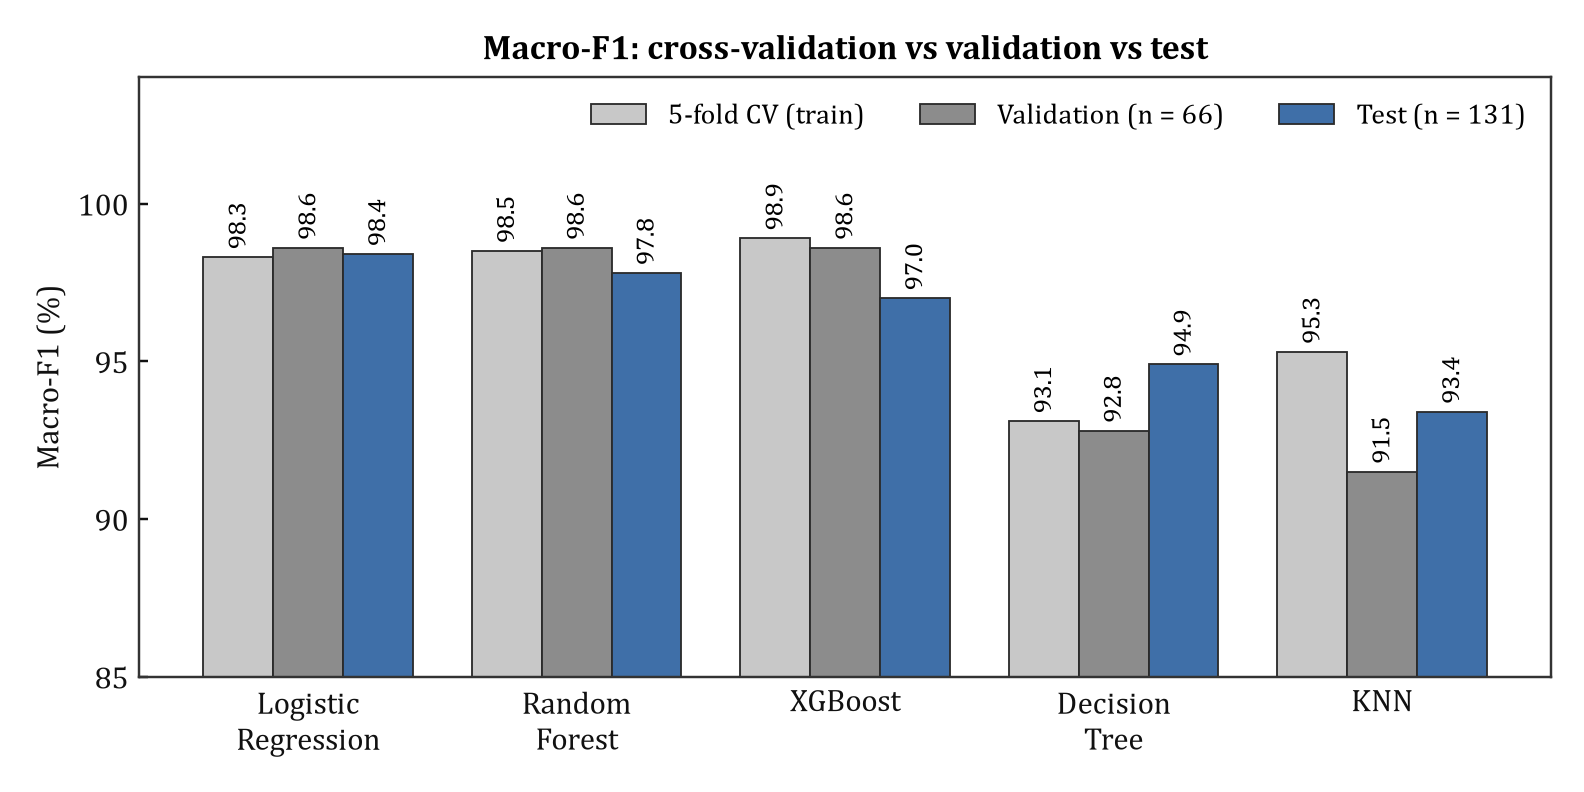 Macro-F1: cross-validation vs validation vs test
5-fold CV (train) Validation (n = 66) Test (n = 131)
Macro-F1 (%)
100
95
90
85
98.3 98.6 98.4
98.5 98.6 97.8
98.9 98.6 97.0
93.1 92.8 94.9
95.3 91.5 93.4
Logistic
Regression
Random
Forest
XGBoost
Decision
Tree
KNN